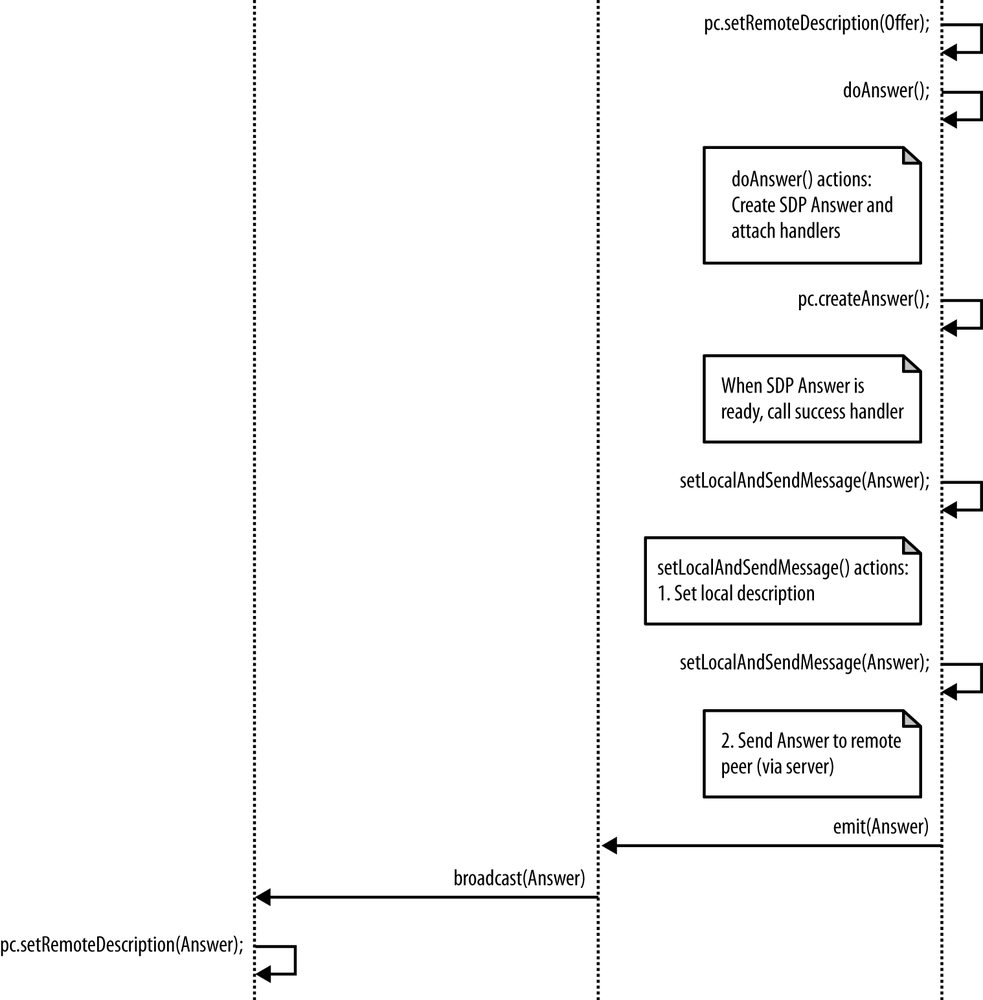 pc.setRemoteDescription(Offer);
doAnswer();
doAnswer() actions:
Create SDP Answer and
attach handlers
pc.createAnswer();
When SDP Answer is
ready, call success handler
setLocalAndSendMessage(Answer);
setLocalAndSendMessage() actions:
1. Set local description
setLocalAndSendMessage(Answer);
2. Send Answer to remote
peer (via server)
emit(Answer)
broadcast(Answer)
pc.setRemoteDescription(Answer);